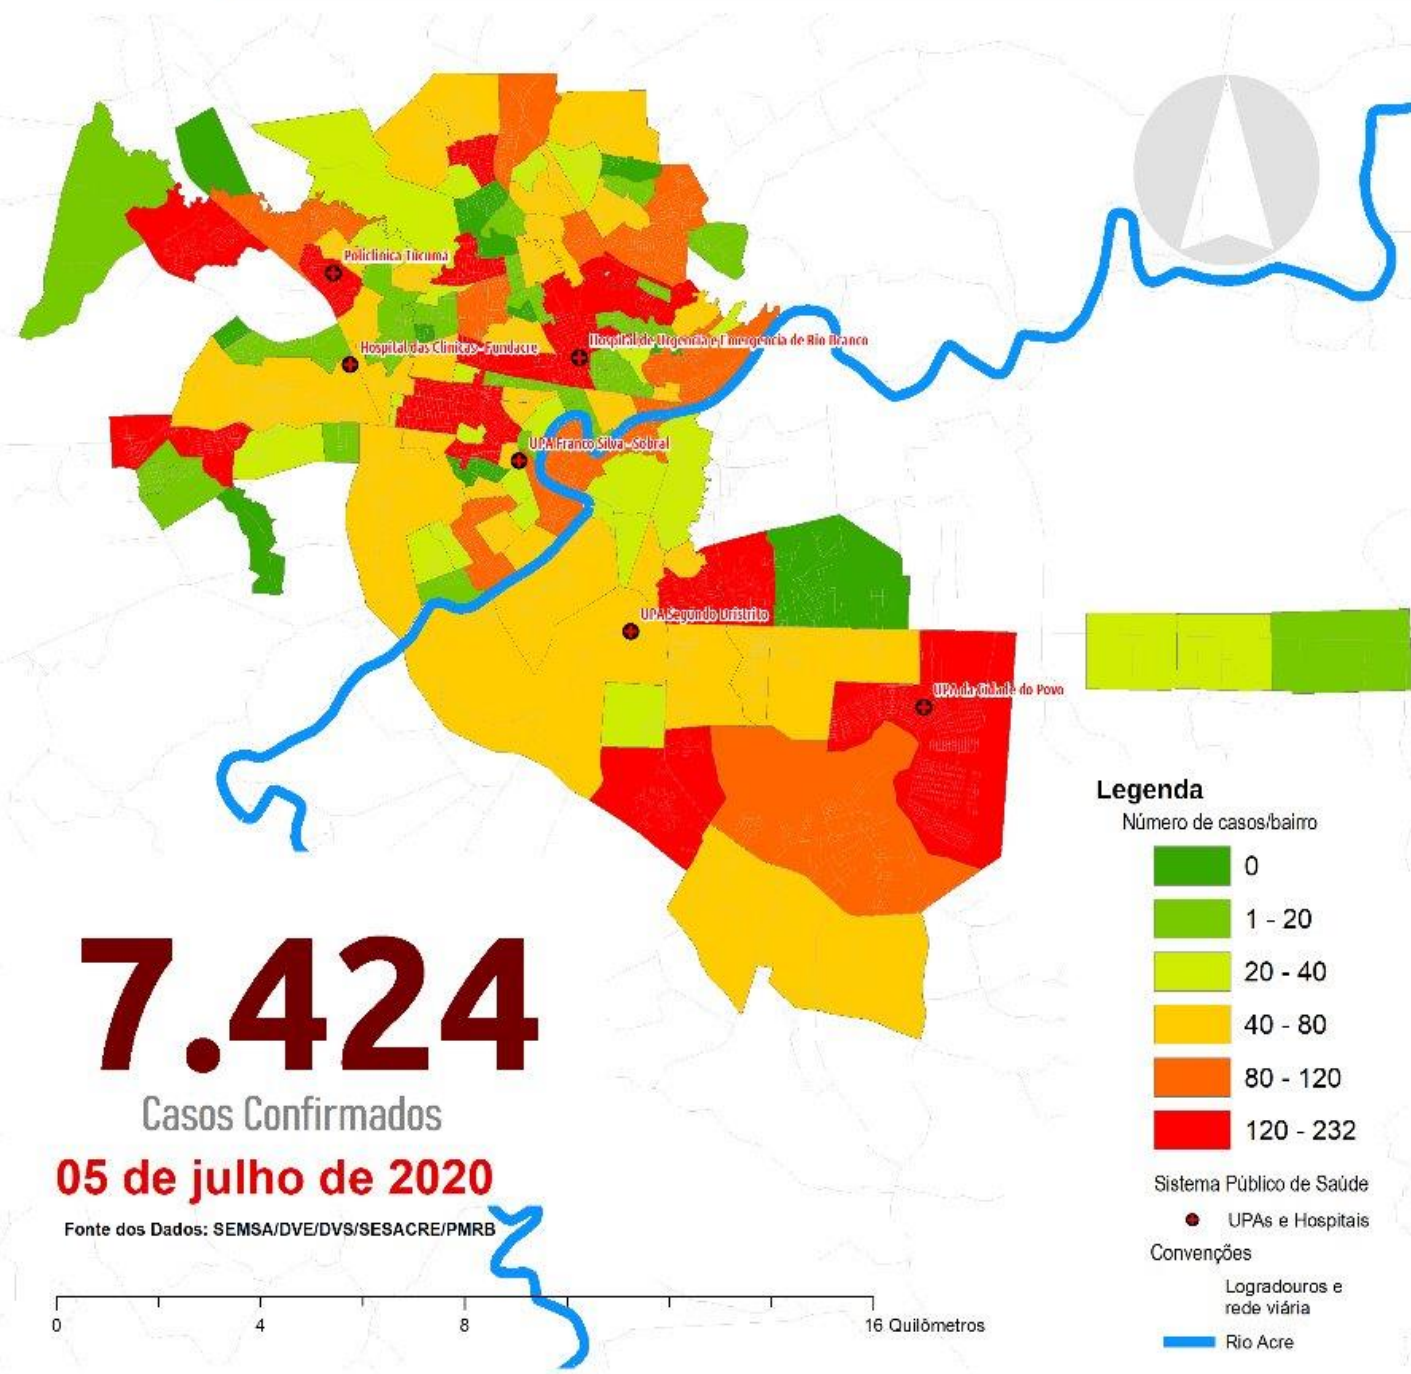 Policlínica Tucumã
Hospital de Urgencia e Emergencia de Rio Branco
Hospital das Clínicas - Fundacre
UPA Franco Silva - Sobral
UPA Segundo Dristrito
UPA da Cidade do Povo
Legenda
Número de casos/bairro
0
1 - 20
20 - 40
40 - 80
80 - 120
120 - 232
Sistema Público de Saúde
UPAs e Hospitais
Convenções
Logradouros e
rede viária
Rio Acre
7.424
Casos Confirmados
05 de julho de 2020
Fonte dos Dados: SEMSA/DVE/DVS/SESACRE/PMRB
0 4 8 16 Quilômetros